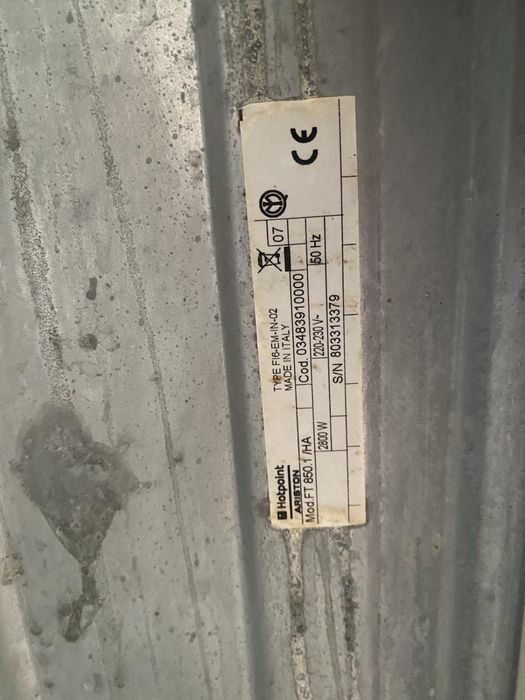 Hotpoint
ARISTON
TYPE FI6-EM-IN-02
MADE IN ITALY
07
Mod.FT 850.1 /HA
Cod. 03483910000
2800 W
220-230 V~
50 Hz
S/N 803313379
CE